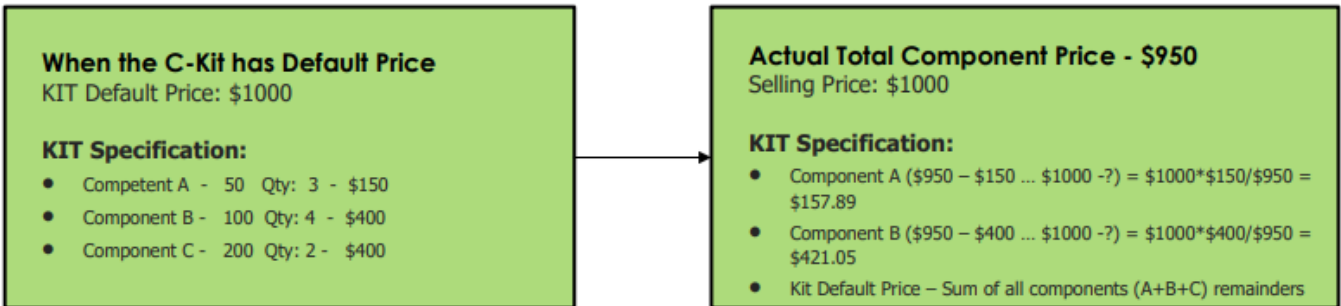 When the C-Kit has Default Price
KIT Default Price: $1000
KIT Specification:
• Competent A - 50 Qty: 3 - $150
• Component B - 100 Qty: 4 - $400
• Component C - 200 Qty: 2 - $400
Actual Total Component Price - $950
Selling Price: $1000
KIT Specification:
• Component A ($950 – $150 ... $1000 -?) = $1000*$150/$950 =
$157.89
• Component B ($950 – $400 ... $1000 -?) = $1000*$400/$950 =
$421.05
• Kit Default Price – Sum of all components (A+B+C) remainders